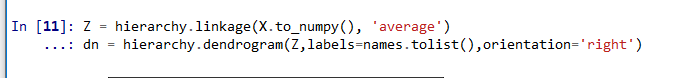 In [11]: Z = hierarchy.linkage(X.to_numpy(), 'average')
...: dn = hierarchy.dendrogram(Z,labels=names.tolist(),orientation='right')